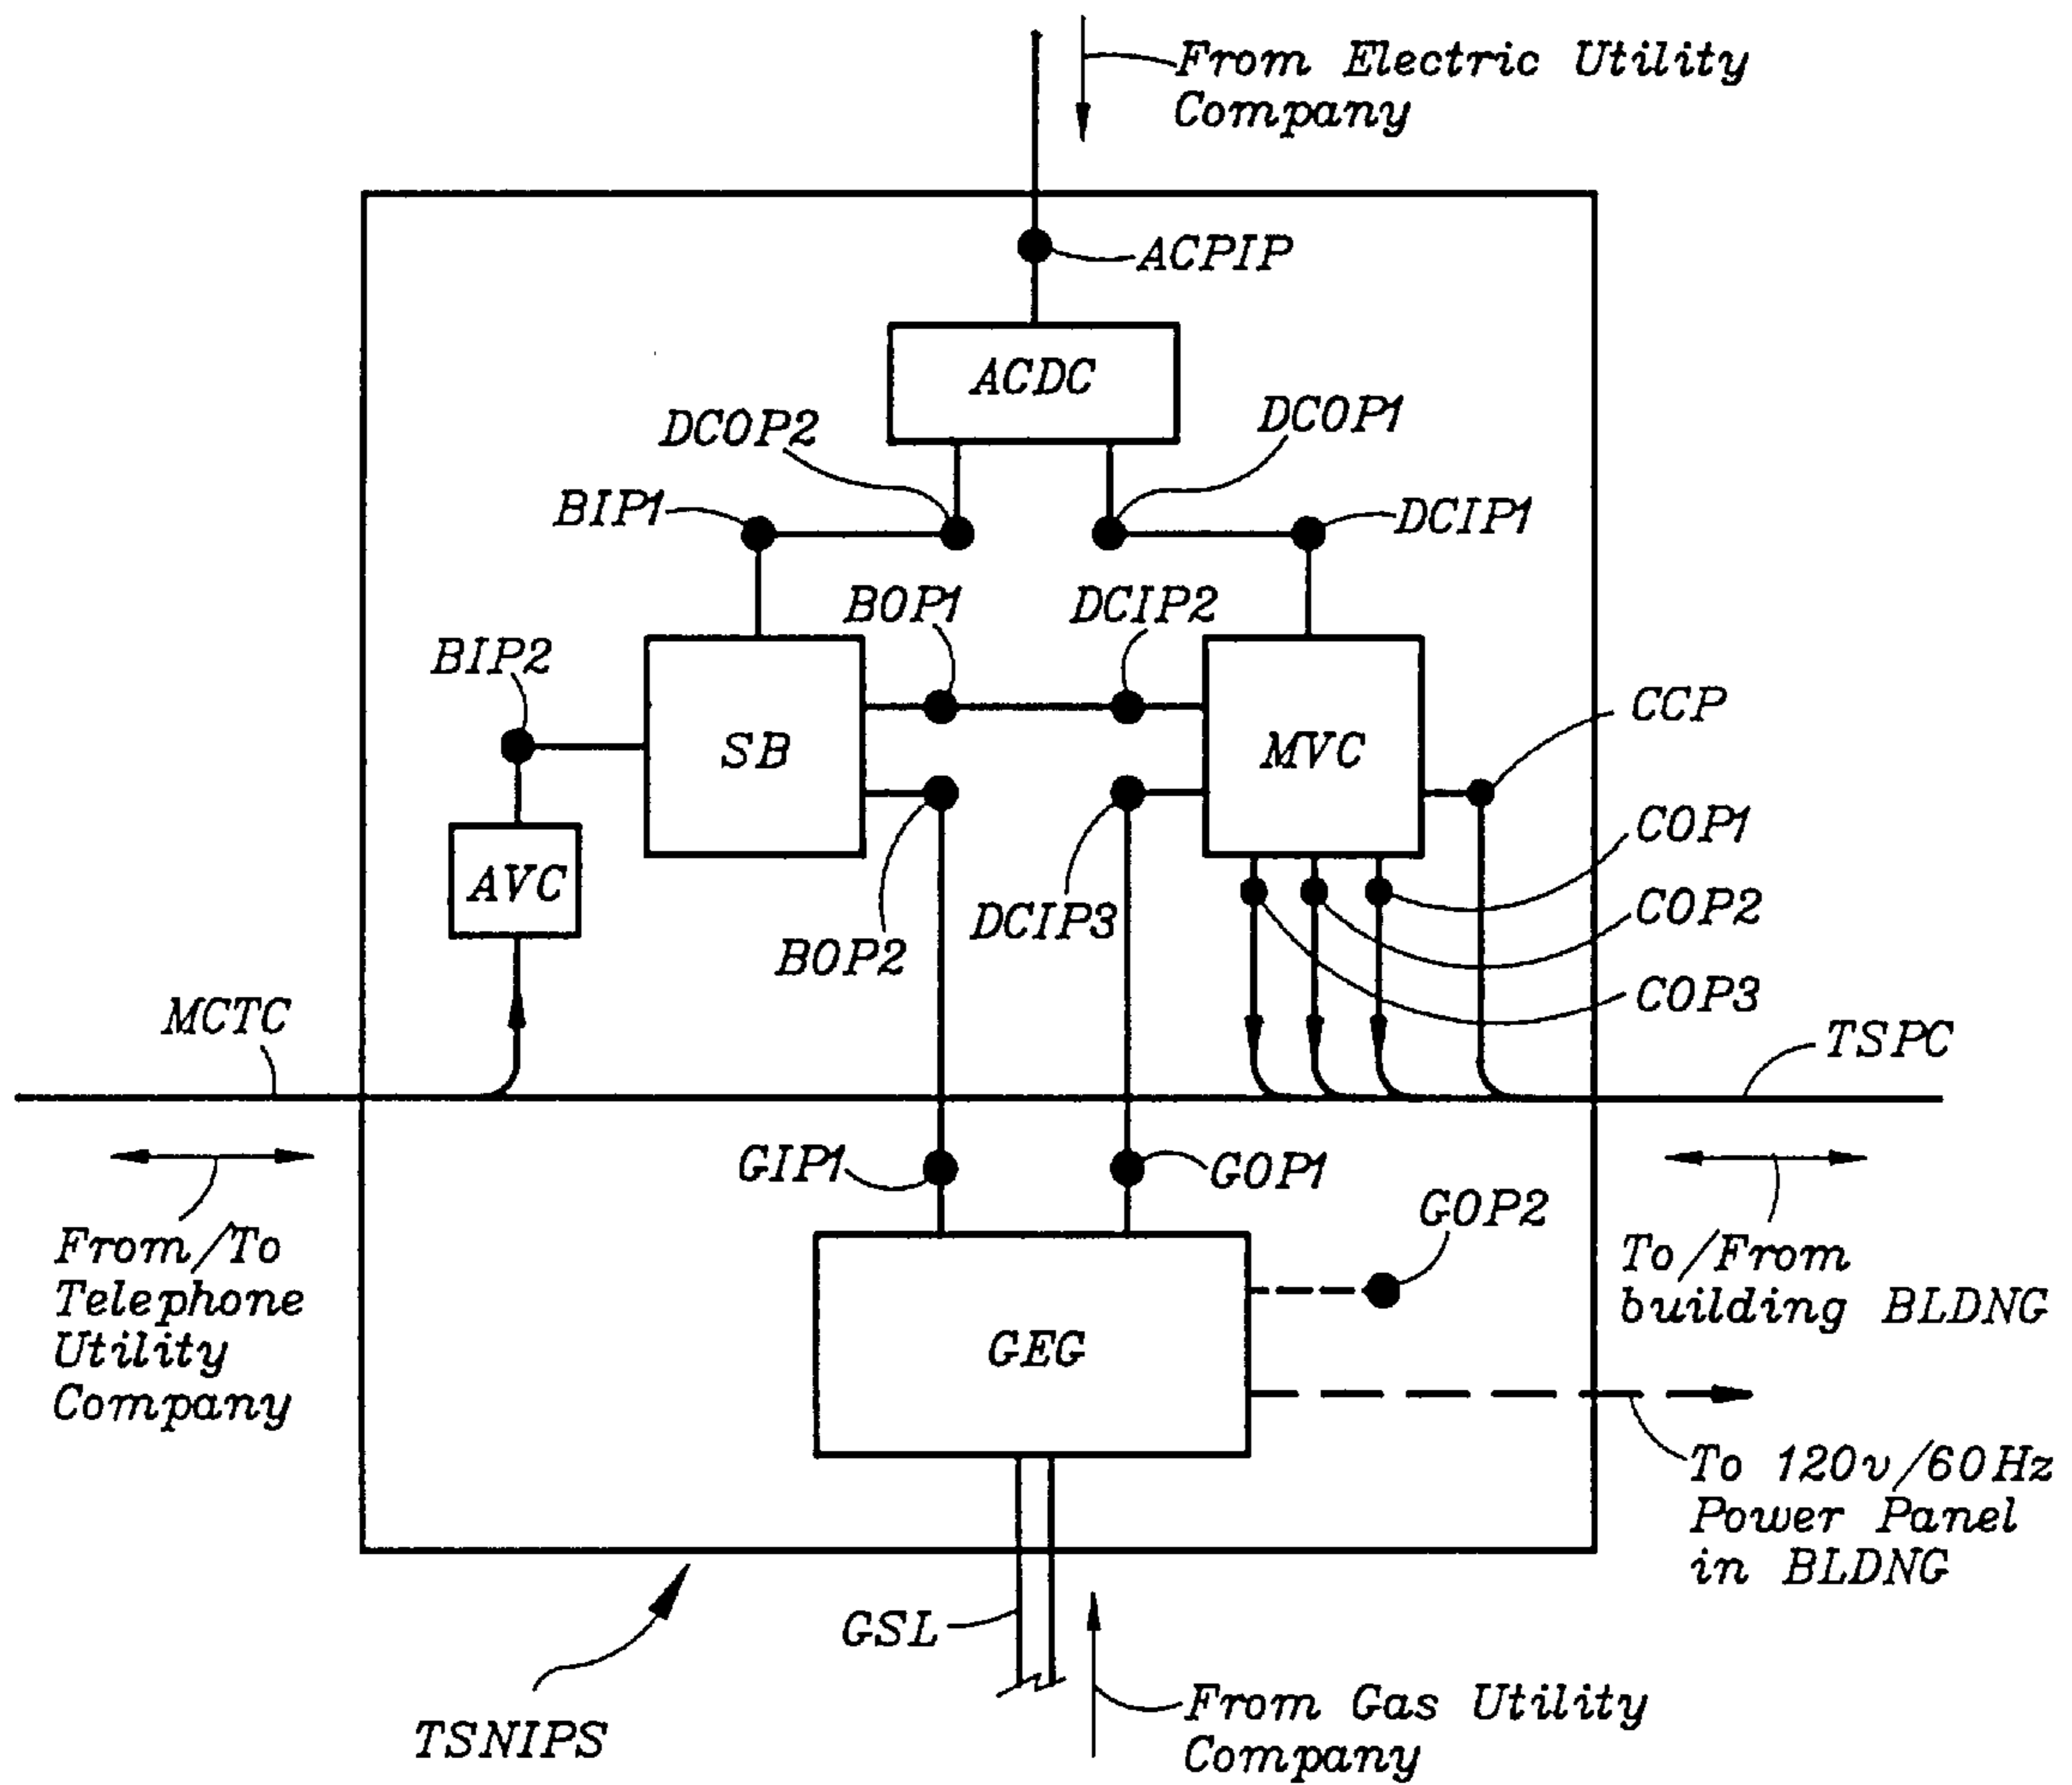 From Electric Utility
Company
ACPIP
ACDC
DCOP2
DCOP1
BIP1
DCIP1
BOP1
DCIP2
BIP2
CCP
SB
MVC
COP1
AVC
COP2
DCIP3
BOP2
COP3
MCTC
TSPC
GIP1
GOP1
GOP2
From/To
Telephone
Utility
Company
To/From
building BLDNG
GEG
To 120v/60Hz
Power Panel
in BLDNG
GSL
TSNIPS
From Gas Utility
Company